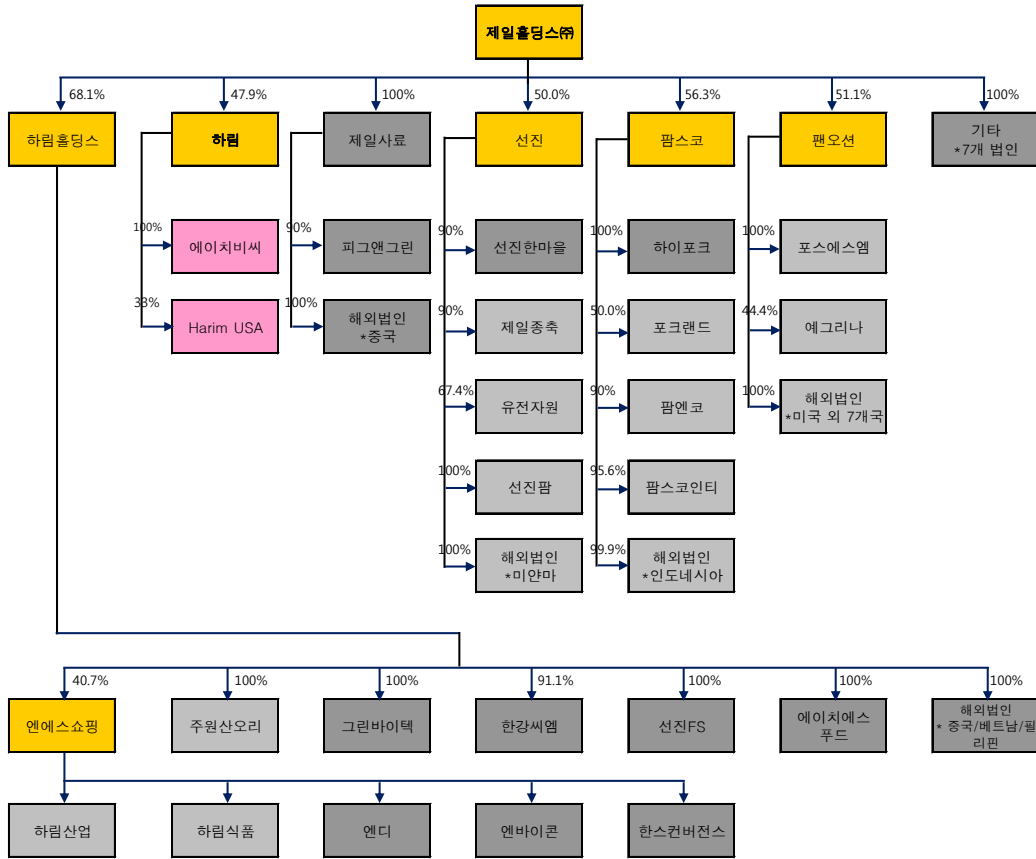 제일홀딩스㈜
68.1%
47.9%
100%
50.0%
56.3%
51.1%
100%
하림홀딩스
하림
제일사료
선진
팜스코
팬오션
기타
*7개 법인
100%
에이치비씨
90%
피그앤그린
90%
선진한마을
100%
하이포크
100%
포스에스엠
33%
Harim USA
100%
해외법인
*중국
90%
제일종축
50.0%
포크랜드
44.4%
예그리나
67.4%
유전자원
90%
팜엔코
100%
해외법인
*미국 외 7개국
100%
선진팜
95.6%
팜스코인티
100%
해외법인
*미얀마
99.9%
해외법인
*인도네시아
40.7%
100%
100%
91.1%
100%
100%
100%
엔에스쇼핑
주원산오리
그린바이텍
한강씨엠
선진FS
에이치에스
푸드
해외법인
* 중국/베트남/필
리핀
하림산업
하림식품
엔디
엔바이콘
한스컨버전스